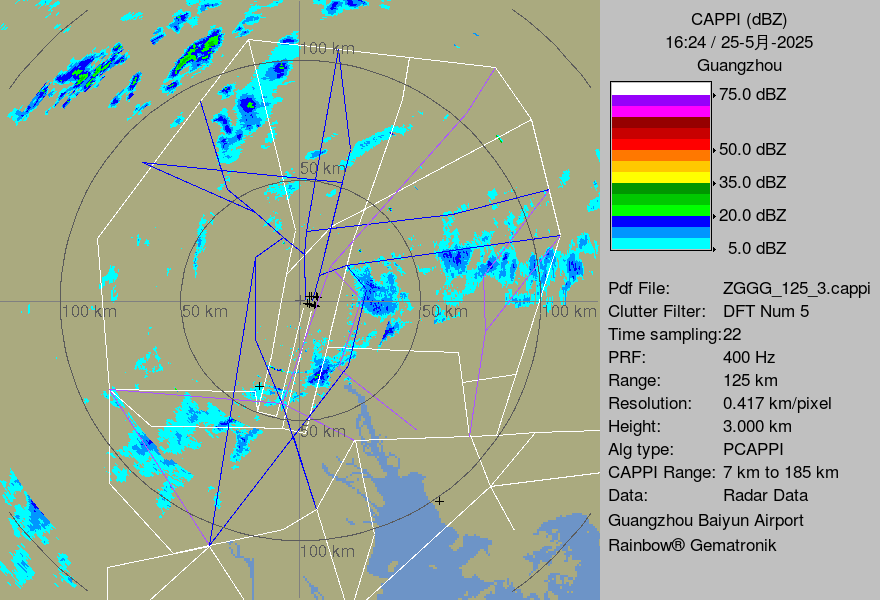 CAPPI (dBZ)
16:24 / 25-5月-2025
Guangzhou
75.0 dBZ
50.0 dBZ
35.0 dBZ
20.0 dBZ
5.0 dBZ
Pdf File: ZGGG_125_3.cappi
Clutter Filter: DFT Num 5
Time sampling:22
PRF: 400 Hz
Range: 125 km
Resolution: 0.417 km/pixel
Height: 3.000 km
Alg type: PCAPPI
CAPPI Range: 7 km to 185 km
Data: Radar Data
Guangzhou Baiyun Airport
Rainbow® Gematronik
100 km
50 km
100 km
50 km
50 km
100 km
50 km
100 km